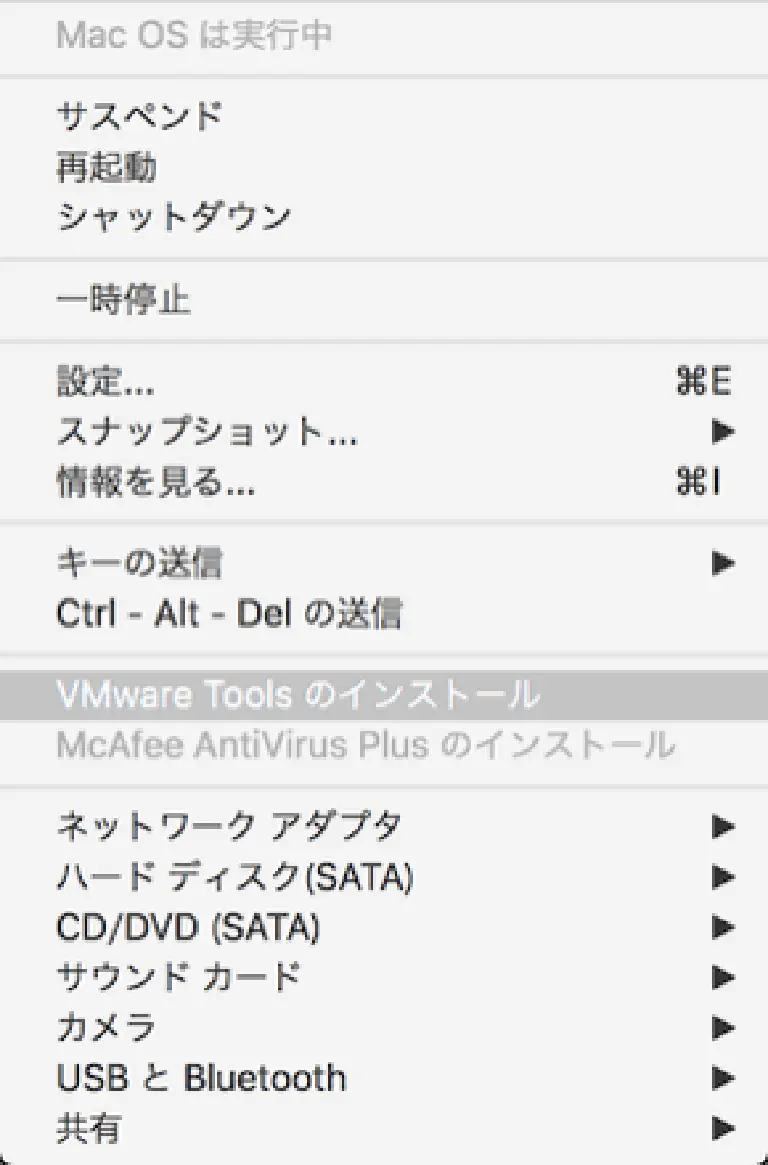 Mac OS は実行中
サスペンド
再起動
シャットダウン
一時停止
設定... ⌘E
スナップショット... ▶
情報を見る... ⌘I
キーの送信 ▶
Ctrl - Alt - Del の送信
VMware Tools のインストール
McAfee AntiVirus Plus のインストール
ネットワーク アダプタ ▶
ハード ディスク(SATA) ▶
CD/DVD (SATA) ▶
サウンド カード ▶
カメラ ▶
USB と Bluetooth ▶
共有 ▶